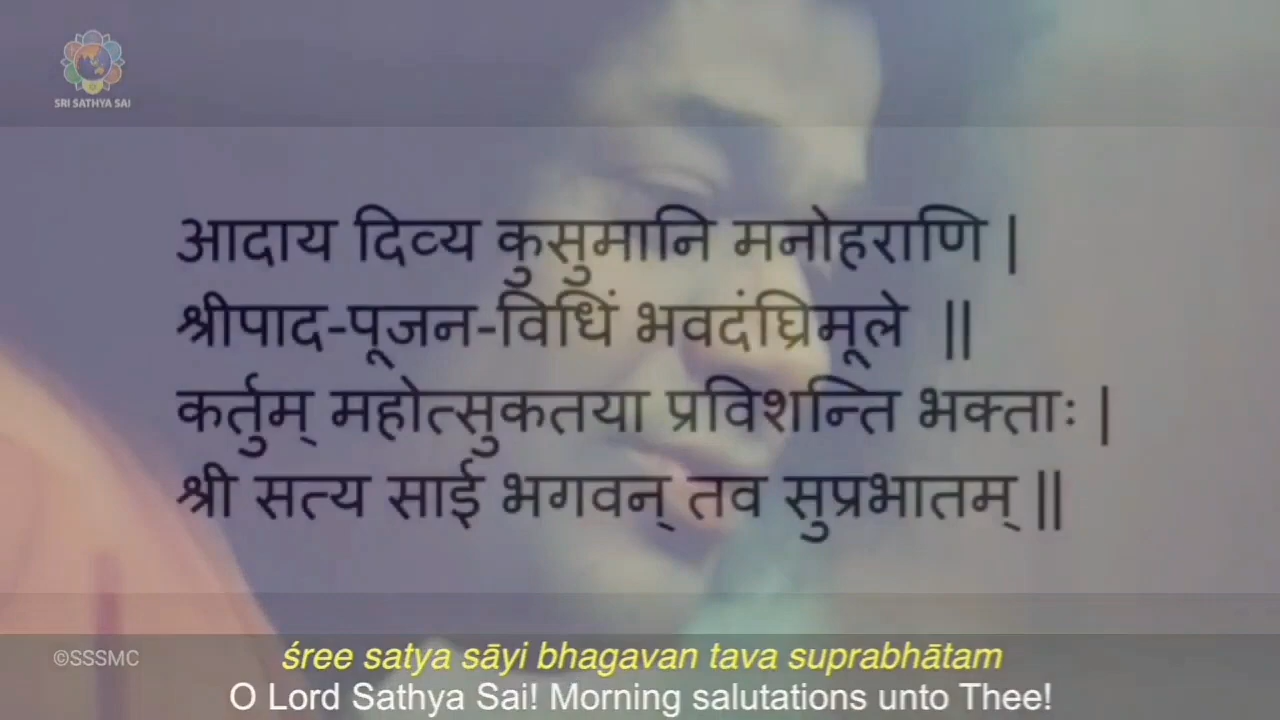 SRI SATHYA SAI
आदाय दिव्य कुसुमानि मनोहराणि |
श्रीपाद-पूजन-विधिं भवदंघ्रिमूले ||
कर्तुम् महोत्सुकतया प्रविशन्ति भक्ताः |
श्री सत्य साई भगवन् तव सुप्रभातम् ||
©SSSMC
śree satya sāyi bhagavan tava suprabhātam
O Lord Sathya Sai! Morning salutations unto Thee!